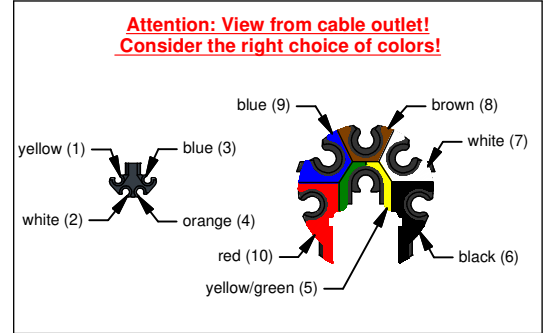 Attention: View from cable outlet!
Consider the right choice of colors!
blue (9)
brown (8)
white (7)
yellow (1)
blue (3)
white (2)
orange (4)
red (10)
black (6)
yellow/green (5)